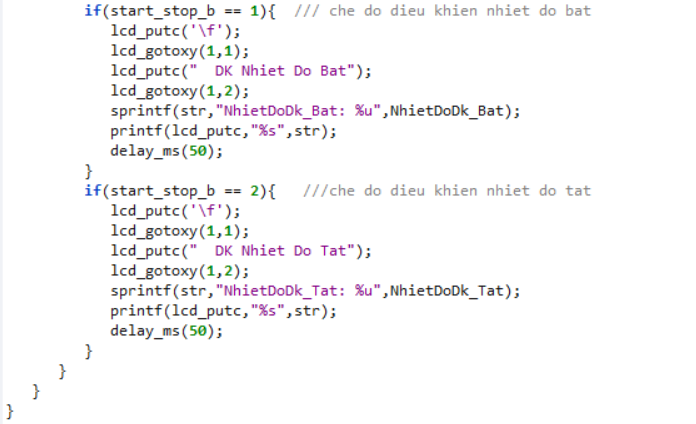 if(start_stop_b == 1){  /// che do dieu khien nhiet do bat
lcd_putc('\f');
lcd_gotoxy(1,1);
lcd_putc("  DK Nhiet Do Bat");
lcd_gotoxy(1,2);
sprintf(str,"NhietDoDk_Bat: %u",NhietDoDk_Bat);
printf(lcd_putc,"%s",str);
delay_ms(50);
}
if(start_stop_b == 2){   ///che do dieu khien nhiet do tat
lcd_putc('\f');
lcd_gotoxy(1,1);
lcd_putc("  DK Nhiet Do Tat");
lcd_gotoxy(1,2);
sprintf(str,"NhietDoDk_Tat: %u",NhietDoDk_Tat);
printf(lcd_putc,"%s",str);
delay_ms(50);
}
}
}
}